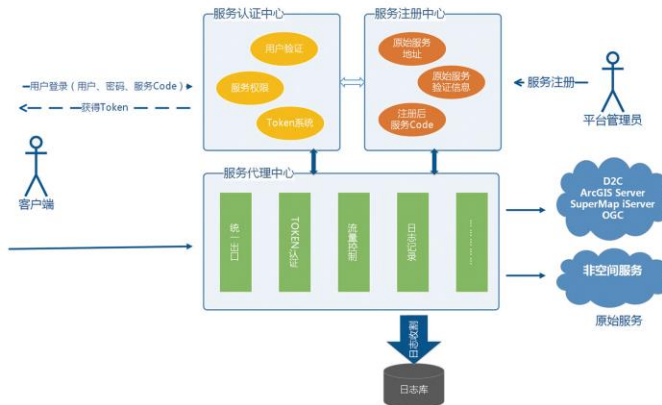 服务认证中心
服务注册中心
用户验证
服务权限
Token系统
原始服务
地址
原始服务
验证信息
注册后
服务Code
用户登录（用户、密码、服务Code）
获得Token
服务注册
平台管理员
客户端
服务代理中心
统一出口
TOKEN认证
流量控制
日志记录
………
D2C
ArcGIS Server
SuperMap iServer
OGC
非空间服务
原始服务
日志收割
日志库